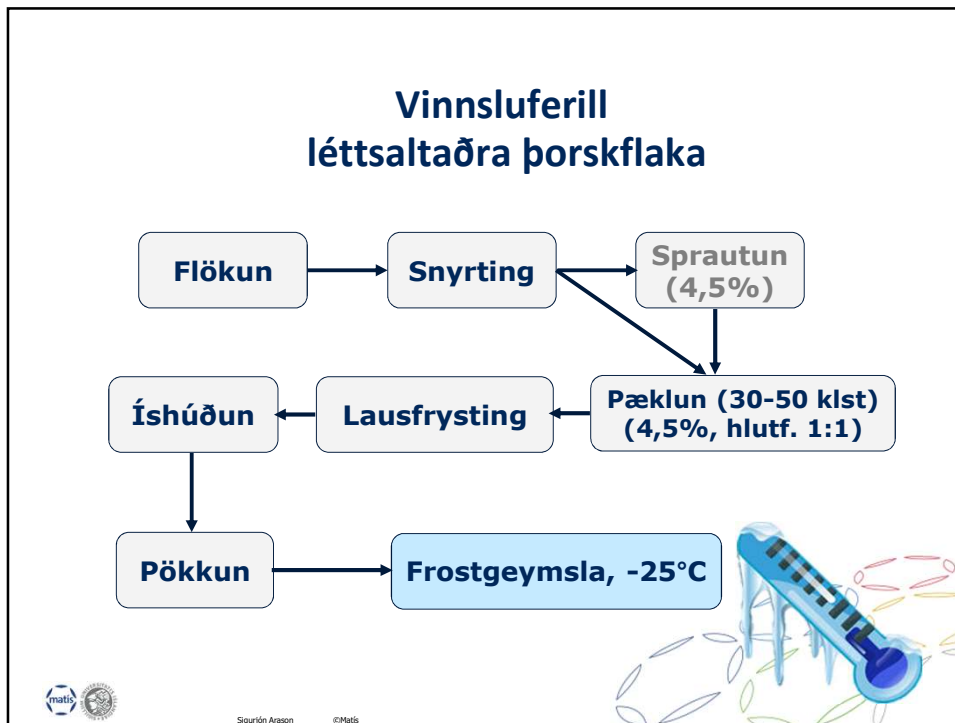 Vinnsluferill
léttsaltaðra þorskflaka
Flökun
Snyrting
Sprautun
(4,5%)
Pæklun (30-50 klst)
(4,5%, hlutf. 1:1)
Lausfrysting
Íshúðun
Pökkun
Frostgeymsla, -25°C
matís
Sigurjón Arason ©Matís